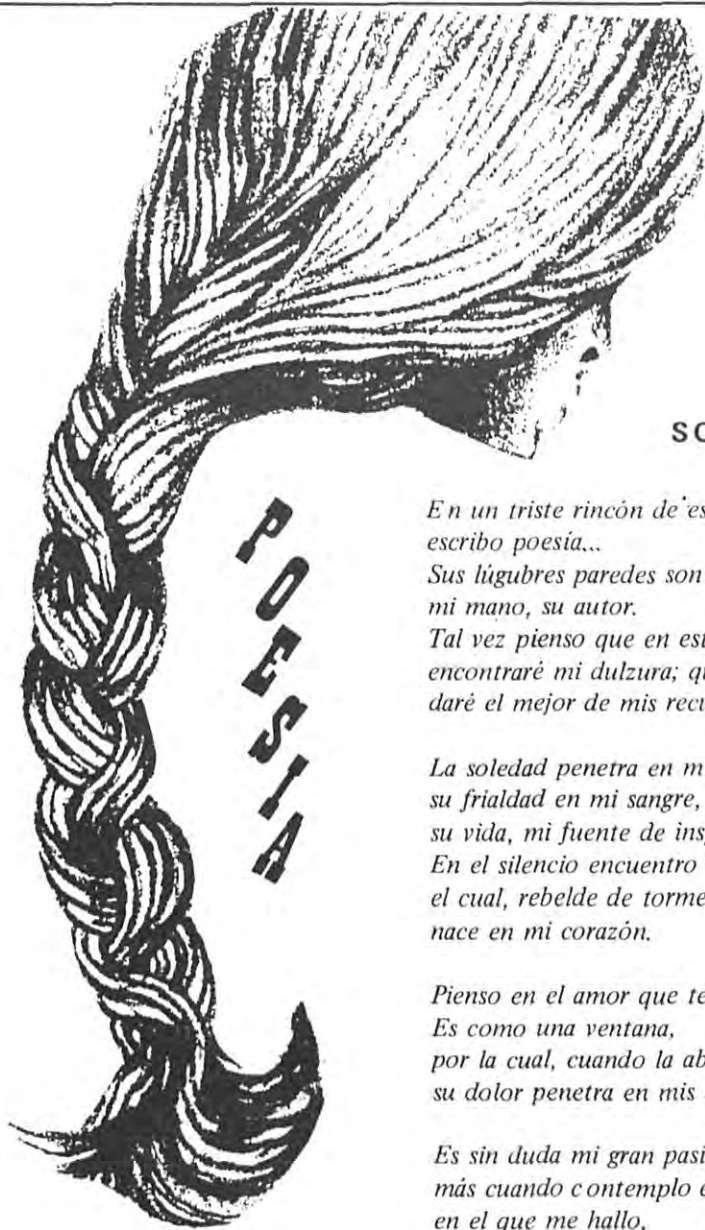 POESIA
SO
En un triste rincón de es
escribo poesía...
Sus lúgubres paredes son
mi mano, su autor.
Tal vez pienso que en est
encontraré mi dulzura; qu
daré el mejor de mis recu
La soledad penetra en m
su frialdad en mi sangre,
su vida, mi fuente de insp
En el silencio encuentro
el cual, rebelde de torme
nace en mi corazón.
Pienso en el amor que te
Es como una ventana,
por la cual, cuando la ab
su dolor penetra en mis
Es sin duda mi gran pasi
más cuando contemplo e
en el que me hallo,